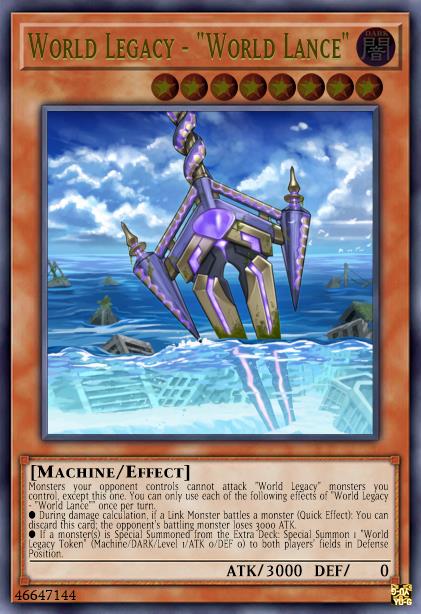 World Legacy - "World Lance"
DARK
闇
[Machine/Effect]
Monsters your opponent controls cannot attack "World Legacy" monsters you
control, except this one. You can only use each of the following effects of "World Legacy
- "World Lance"" once per turn.
● During damage calculation, if a Link Monster battles a monster (Quick Effect): You can
discard this card; the opponent's battling monster loses 3000 ATK.
● If a monster(s) is Special Summoned from the Extra Deck: Special Summon 1 "World
Legacy Token" (Machine/DARK/Level 1/ATK 0/DEF 0) to both players' fields in Defense
Position.
ATK/3000 DEF/ 0
46647144